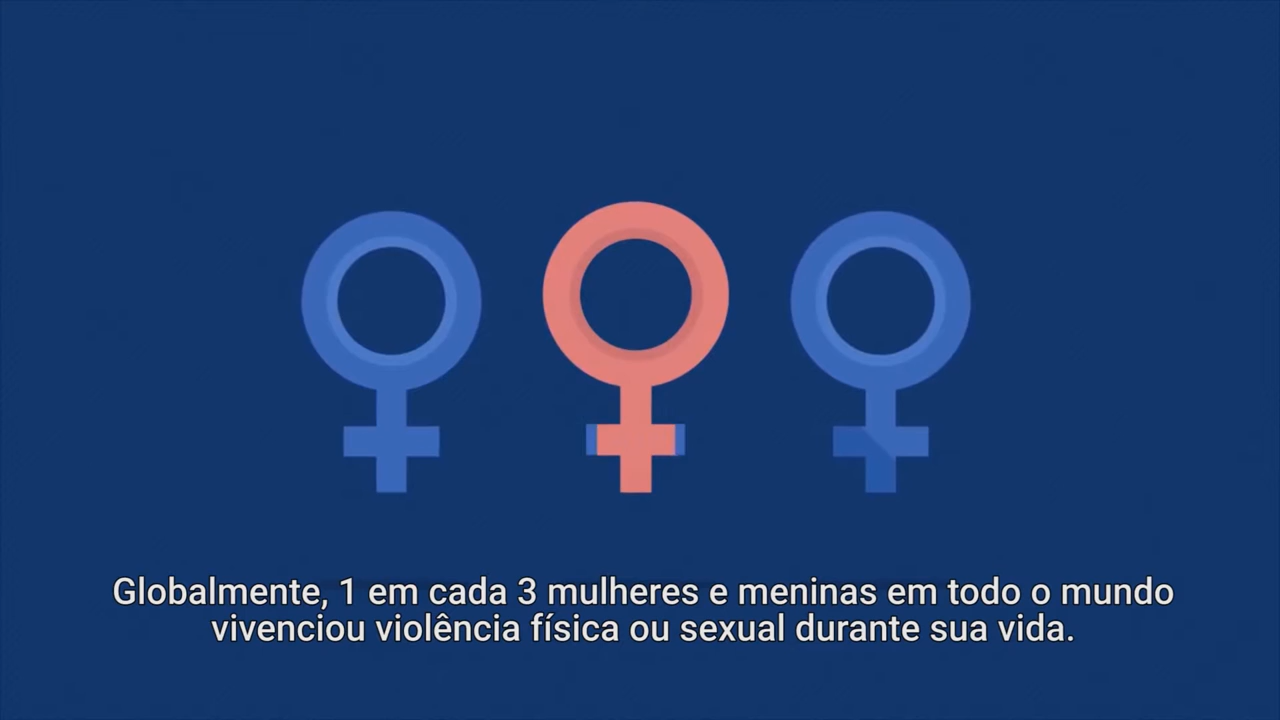 Globalmente, 1 em cada 3 mulheres e meninas em todo o mundo
vivenciou violência física ou sexual durante sua vida.